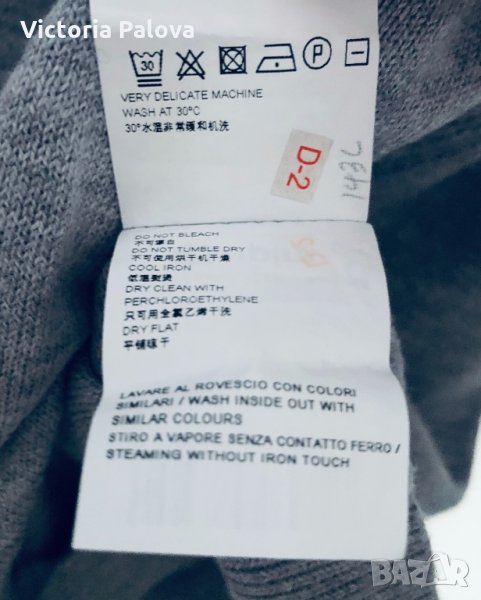 Victoria Palova
30
P
VERY DELICATE MACHINE
WASH AT 30°C
30°水温非常缓和机洗
D-2
143L
DO NOT BLEACH
不可漂白
DO NOT TUMBLE DRY
不可使用烘干机干燥
COOL IRON
低温熨烫
DRY CLEAN WITH
PERCHLOROETHYLENE
只可用全氯乙烯干洗
DRY FLAT
平铺晾干
LAVARE AL ROVESCIO CON COLORI
SIMILARI / WASH INSIDE OUT WITH
SIMILAR COLOURS
STIRO A VAPORE SENZA CONTATTO FERRO /
STEAMING WITHOUT IRON TOUCH
BAZAR